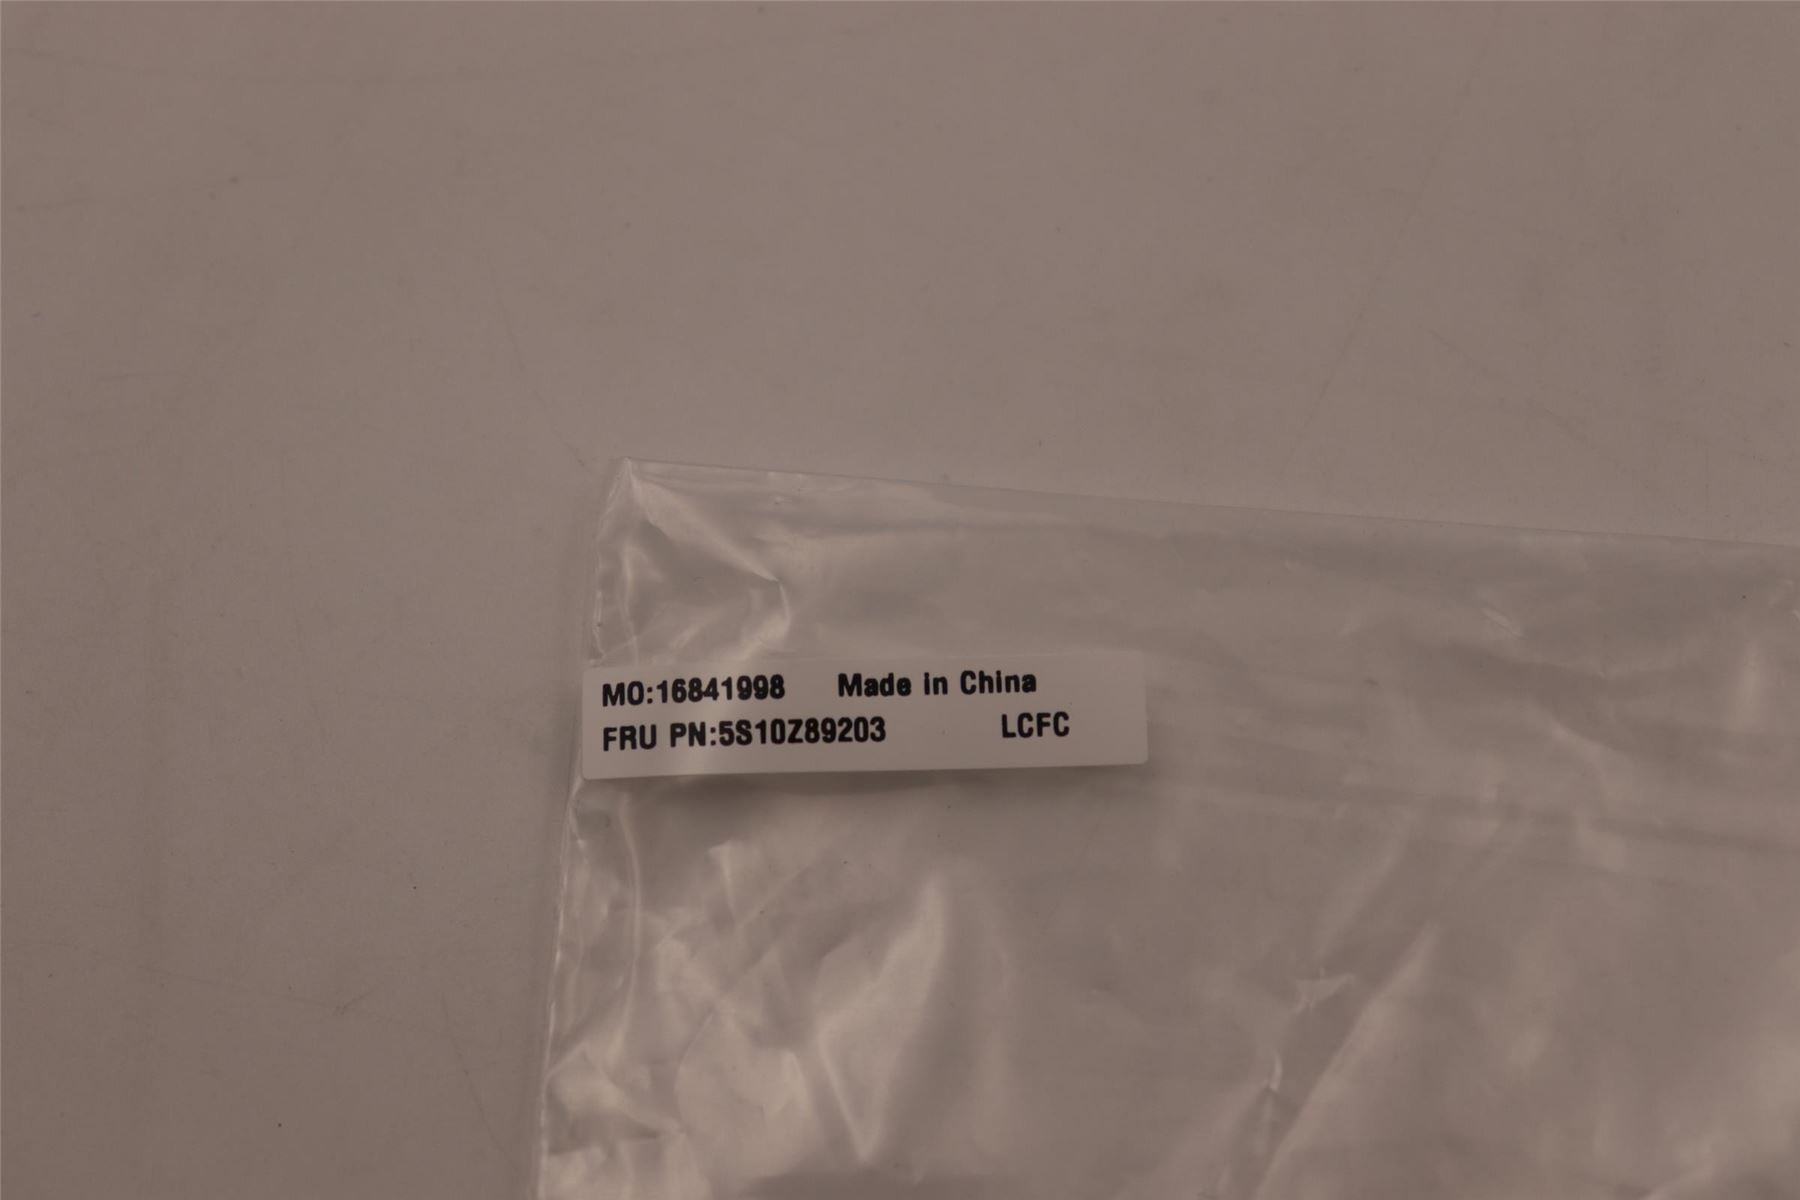 MO:16841998 Made in China
FRU PN:5S10Z89203 LCFC